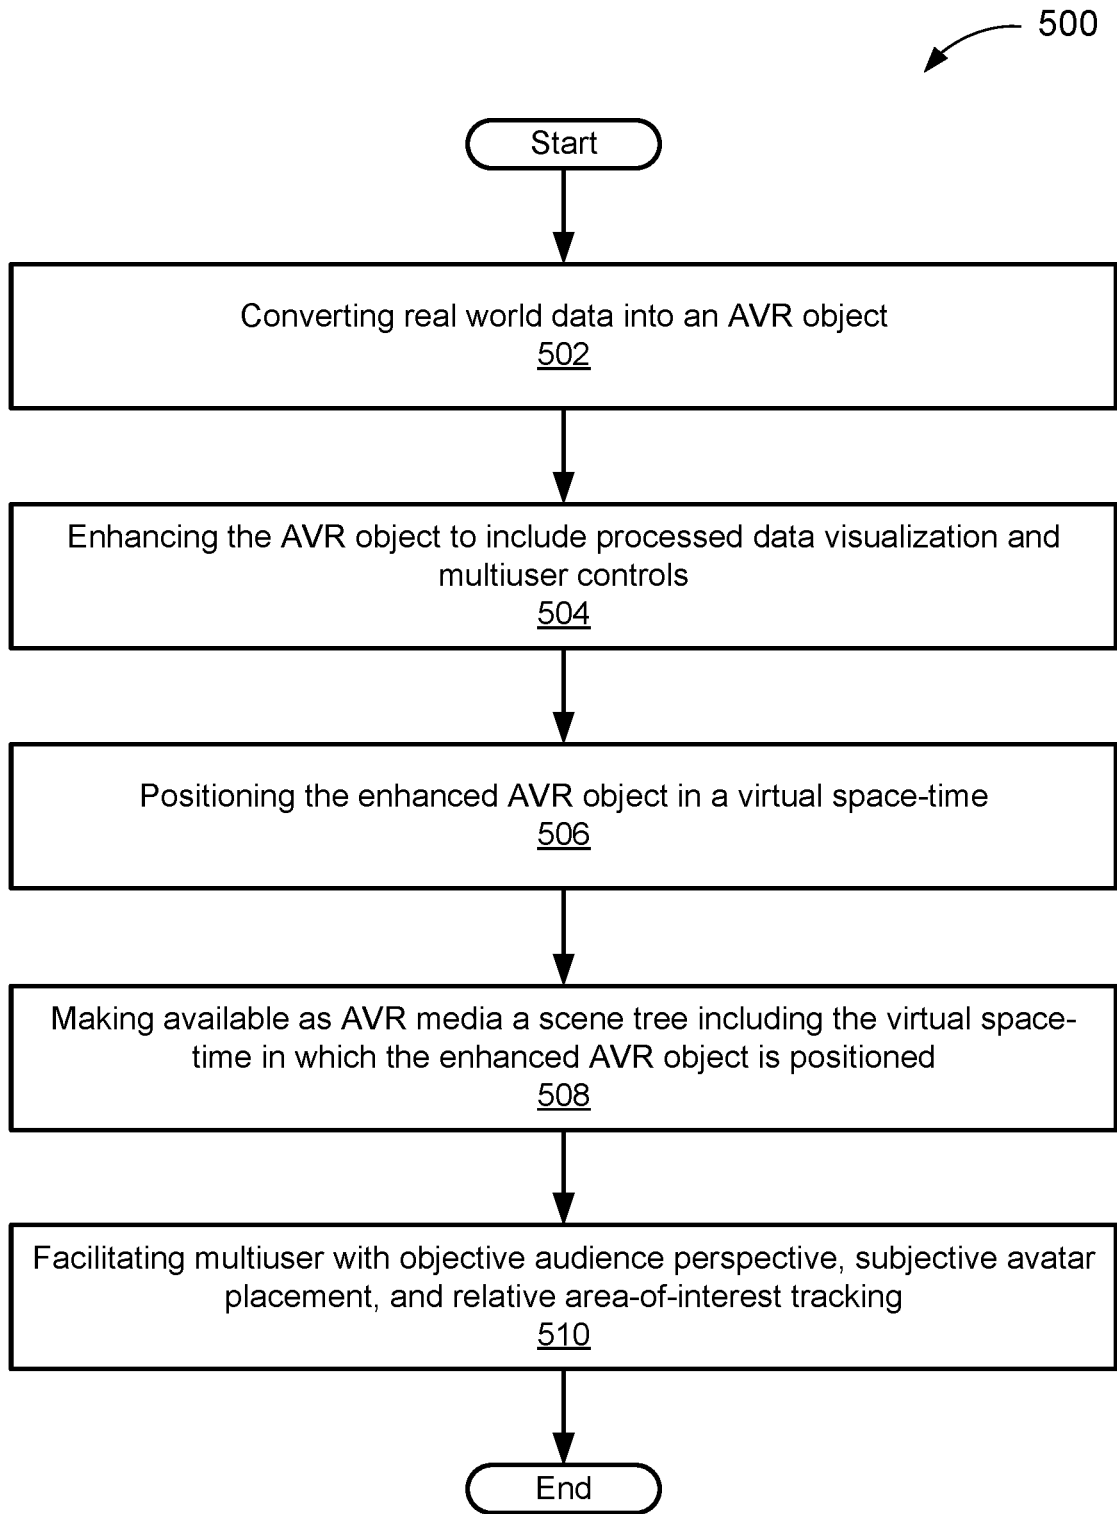 500
Start
Converting real world data into an AVR object
502
Enhancing the AVR object to include processed data visualization and
multiuser controls
504
Positioning the enhanced AVR object in a virtual space-time
506
Making available as AVR media a scene tree including the virtual space-
time in which the enhanced AVR object is positioned
508
Facilitating multiuser with objective audience perspective, subjective avatar
placement, and relative area-of-interest tracking
510
End